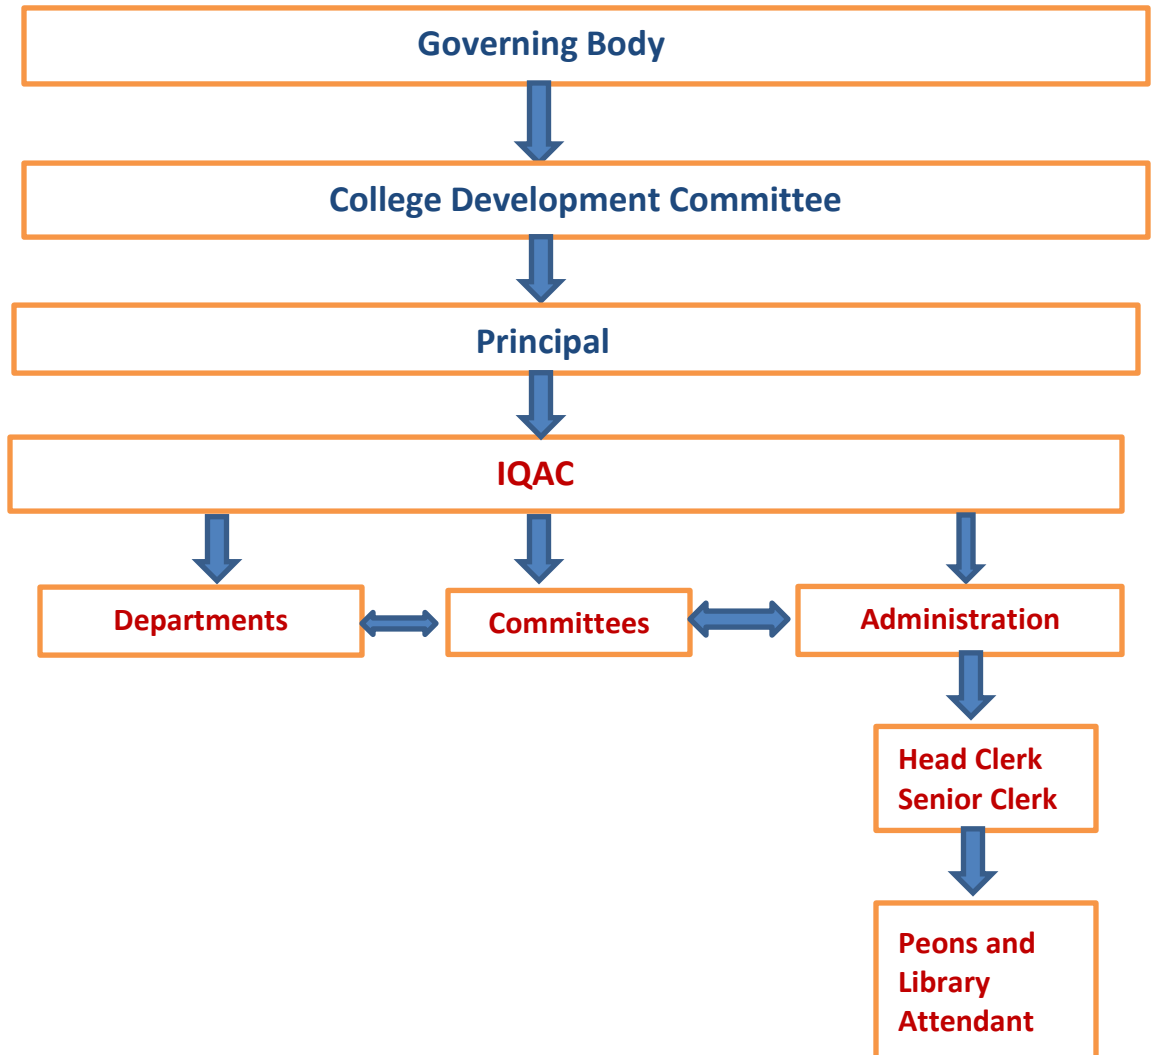 Governing Body
College Development Committee
Principal
IQAC
Departments
Committees
Administration
Head Clerk
Senior Clerk
Peons and
Library
Attendant